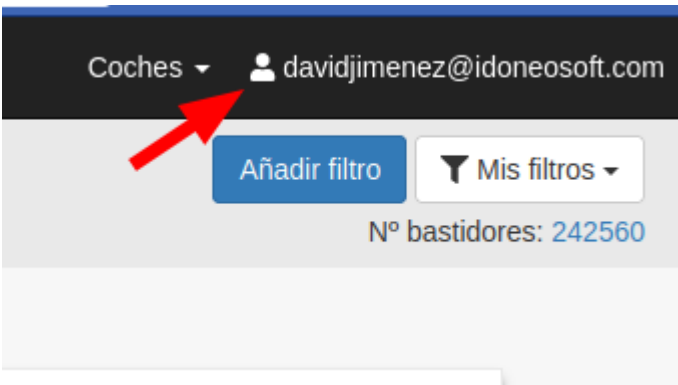 Coches davidjimenez@idoneosoft.com
Añadir filtro Mis filtros
Nº bastidores: 242560